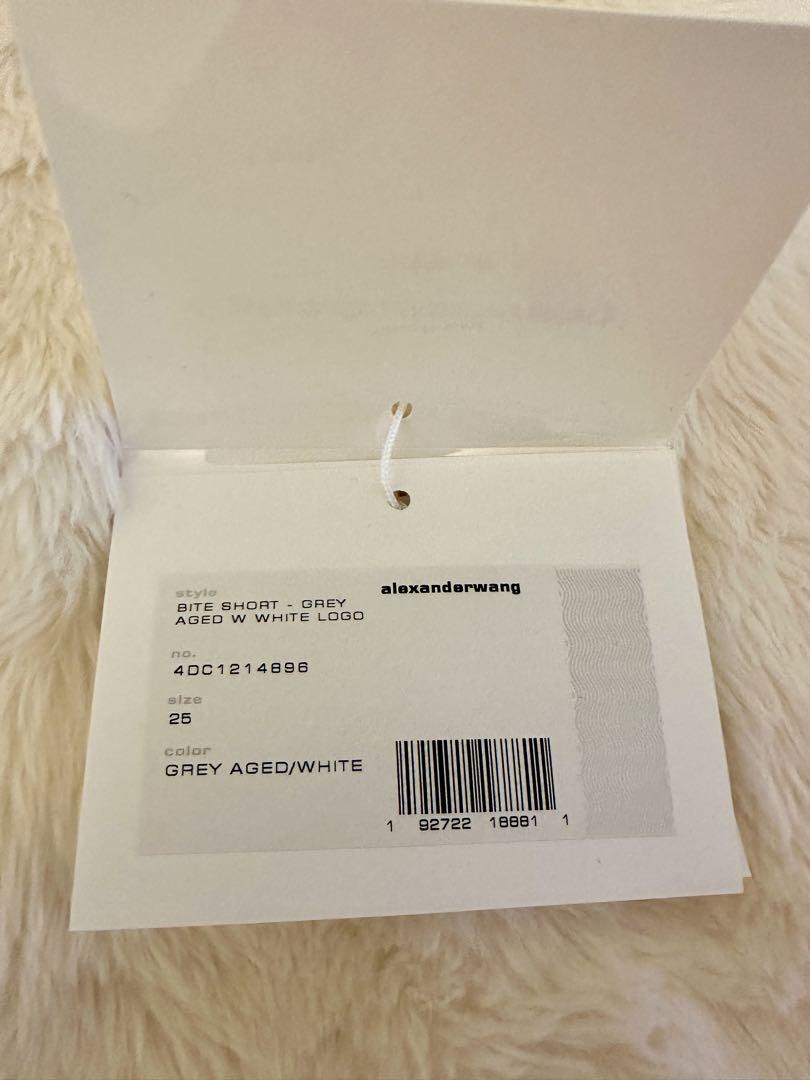 style
BITE SHORT - GREY
AGED W WHITE LOGO
alexanderwang
no.
4DC1214896
size
25
color
GREY AGED/WHITE
1 92722 18881 1